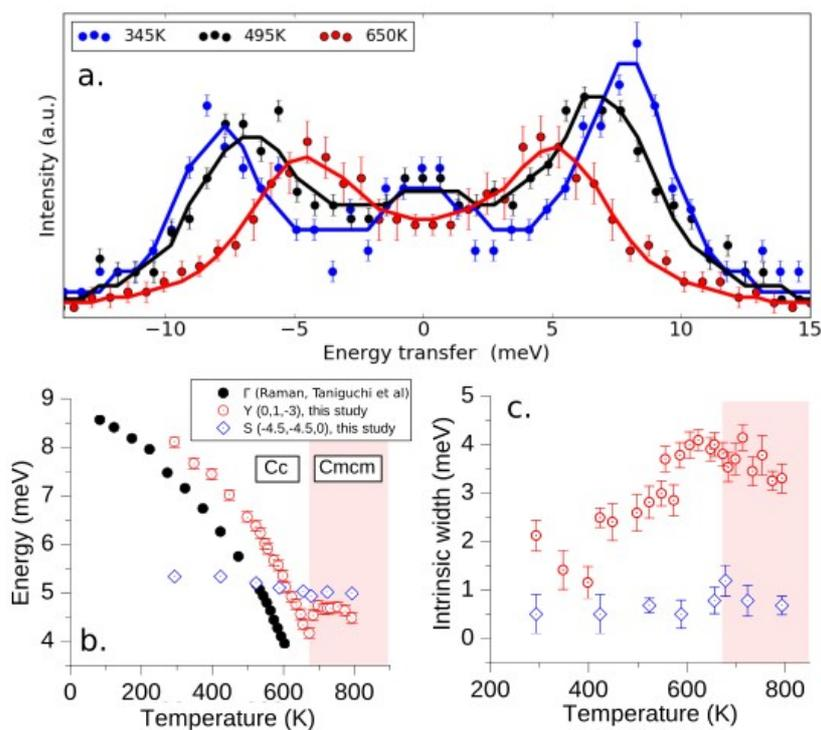 345K 495K 650K
a.
Intensity (a.u.)
−10 −5 0 5 10 15
Energy transfer (meV)
Γ (Raman, Taniguchi et al)
Y (0,1,-3), this study
S (-4.5,-4.5,0), this study
Cc Cmcm
9
8
7
6
5
4
Energy (meV)
b.
0 200 400 600 800
Temperature (K)
c.
5
4
3
2
1
0
Intrinsic width (meV)
200 400 600 800
Temperature (K)